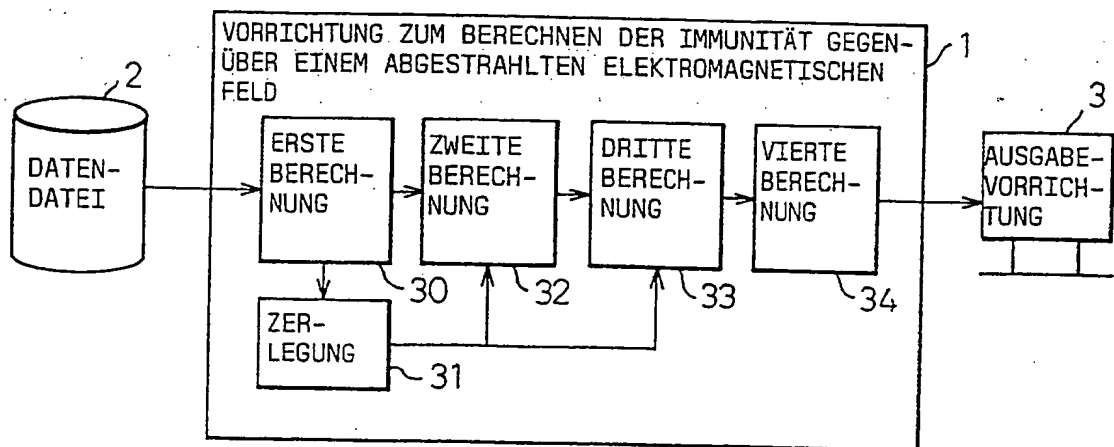 VORRICHTUNG ZUM BERECHNEN DER IMMUNITÄT GEGEN-
ÜBER EINEM ABGESTRAHLTEN ELEKTROMAGNETISCHEN
FELD
1
2
DATEN-
DATEI
ERSTE
BERECH-
NUNG
30
ZWEITE
BERECH-
NUNG
32
DRITTE
BERECH-
NUNG
33
VIERTE
BERECH-
NUNG
34
3
AUSGABE-
VORRICH-
TUNG
ZER-
LEGUNG
31